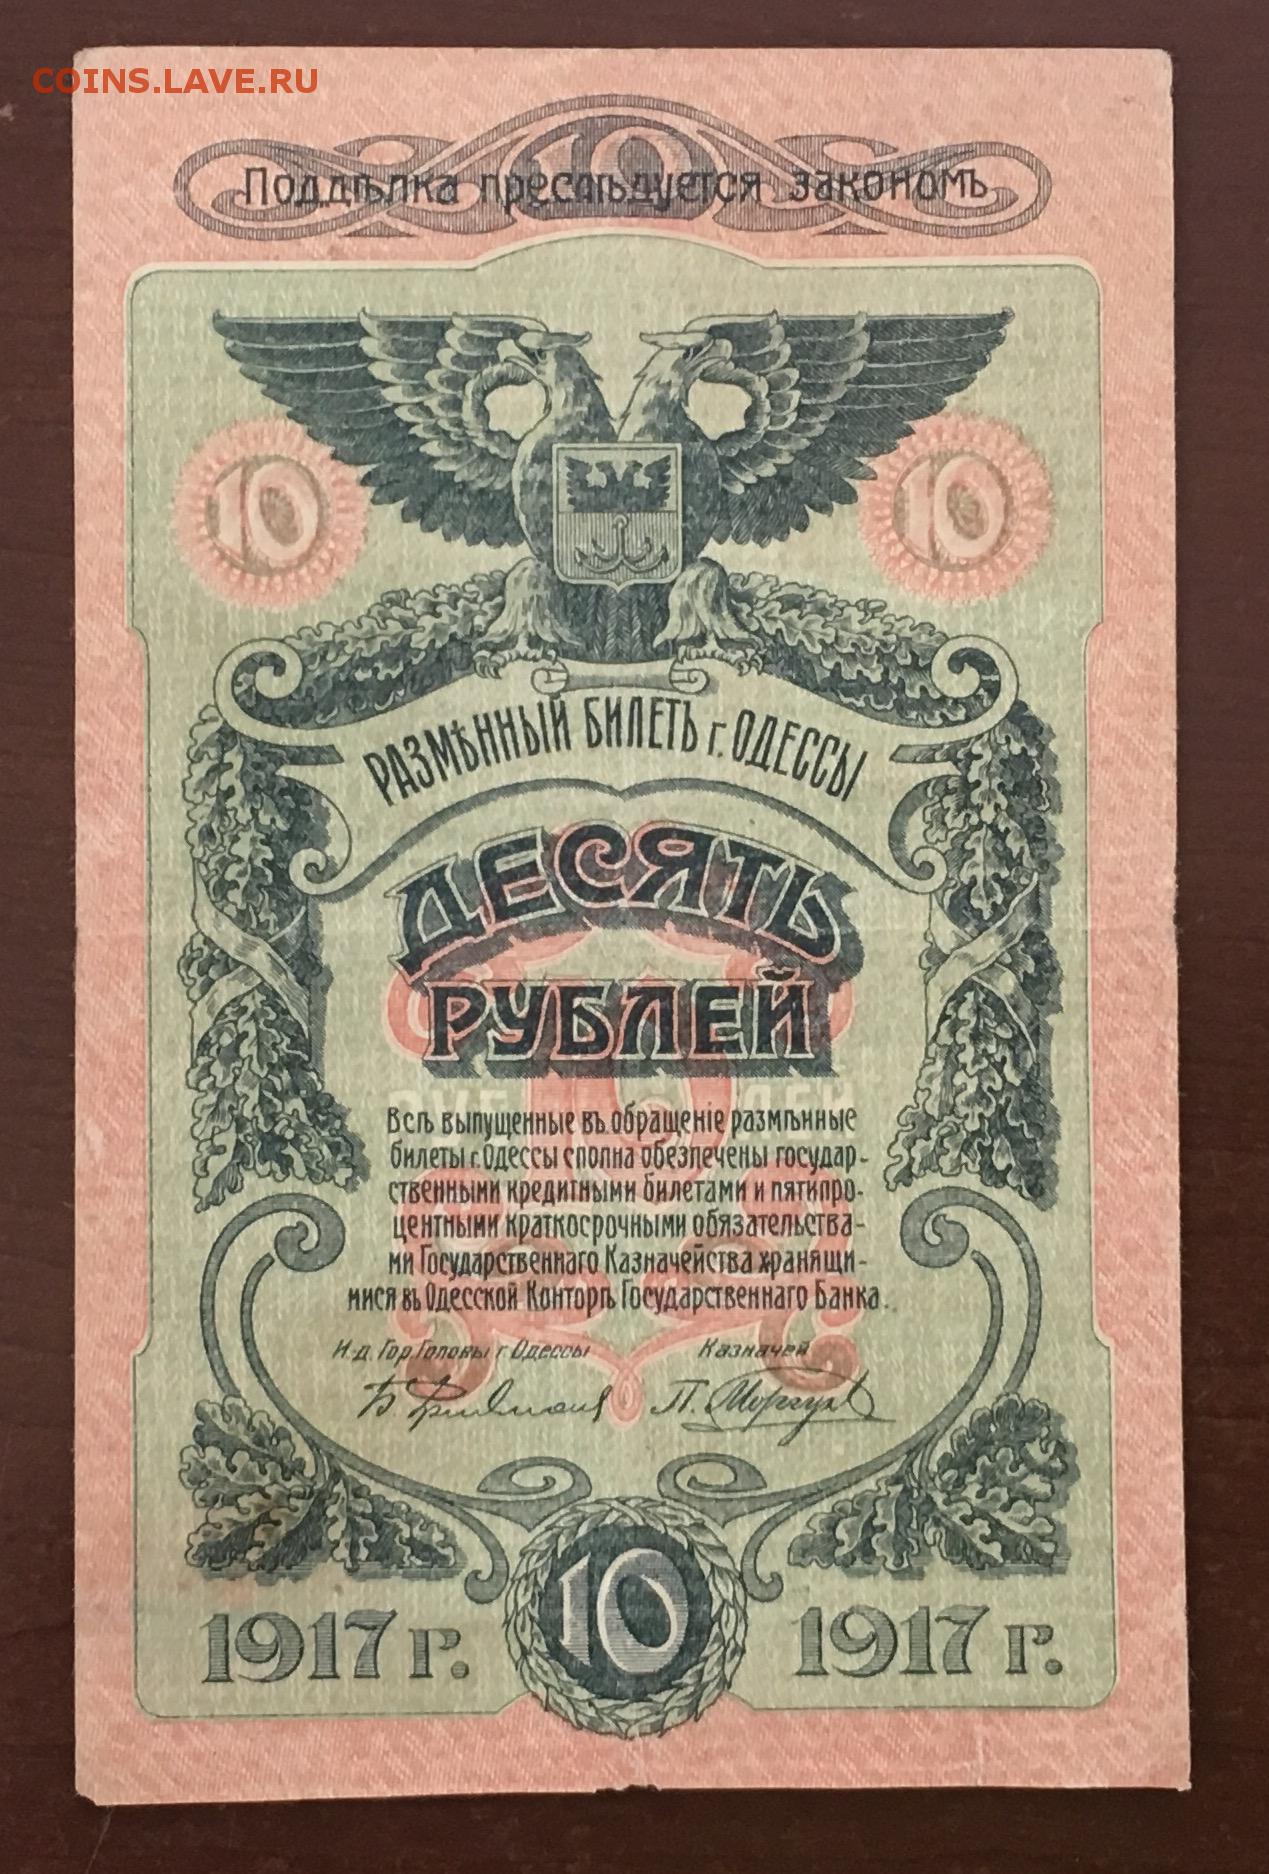 COINS.LAVE.RU
10
Поддѣлка преслѣдуется закономъ
10 10
РАЗМѢННЫЙ БИЛЕТЪ г. ОДЕССЫ
ДЕСЯТЬ
РУБЛЕЙ
Всѣ выпущенные въ обращеніе размѣнные
билеты г. Одессы сполна обезпечены государ-
ственными кредитными билетами и пятипро-
центными краткосрочными обязательства-
ми Государственнаго Казначейства хранящи-
мися въ Одесской Конторѣ Государственнаго Банка.
И.д. Гор. Головы г. Одессы Казначей
10
1917 г. 1917 г.